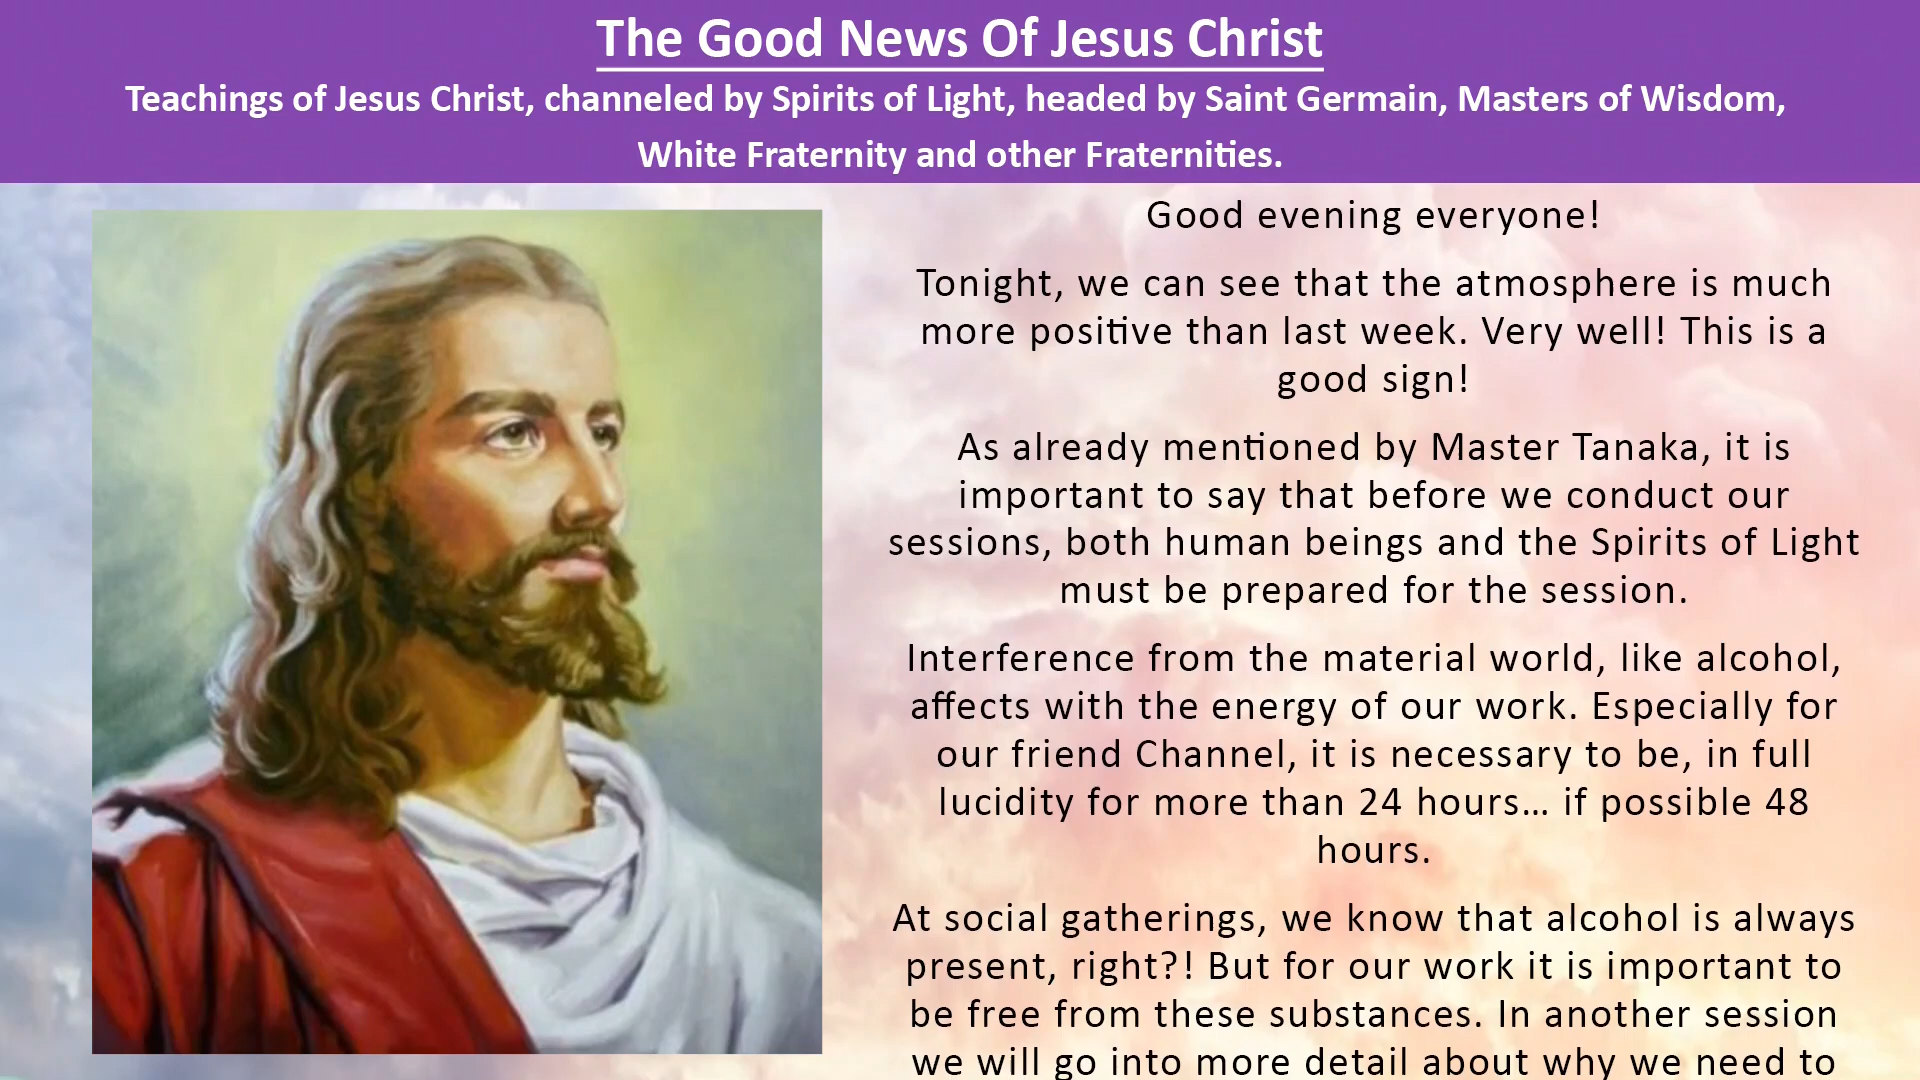 The Good News Of Jesus Christ
Teachings of Jesus Christ, channeled by Spirits of Light, headed by Saint Germain, Masters of Wisdom,
White Fraternity and other Fraternities.
Good evening everyone!
Tonight, we can see that the atmosphere is much
more positive than last week. Very well! This is a
good sign!
As already mentioned by Master Tanaka, it is
important to say that before we conduct our
sessions, both human beings and the Spirits of Light
must be prepared for the session.
Interference from the material world, like alcohol,
affects with the energy of our work. Especially for
our friend Channel, it is necessary to be, in full
lucidity for more than 24 hours… if possible 48
hours.
At social gatherings, we know that alcohol is always
present, right?! But for our work it is important to
be free from these substances. In another session
we will go into more detail about why we need to